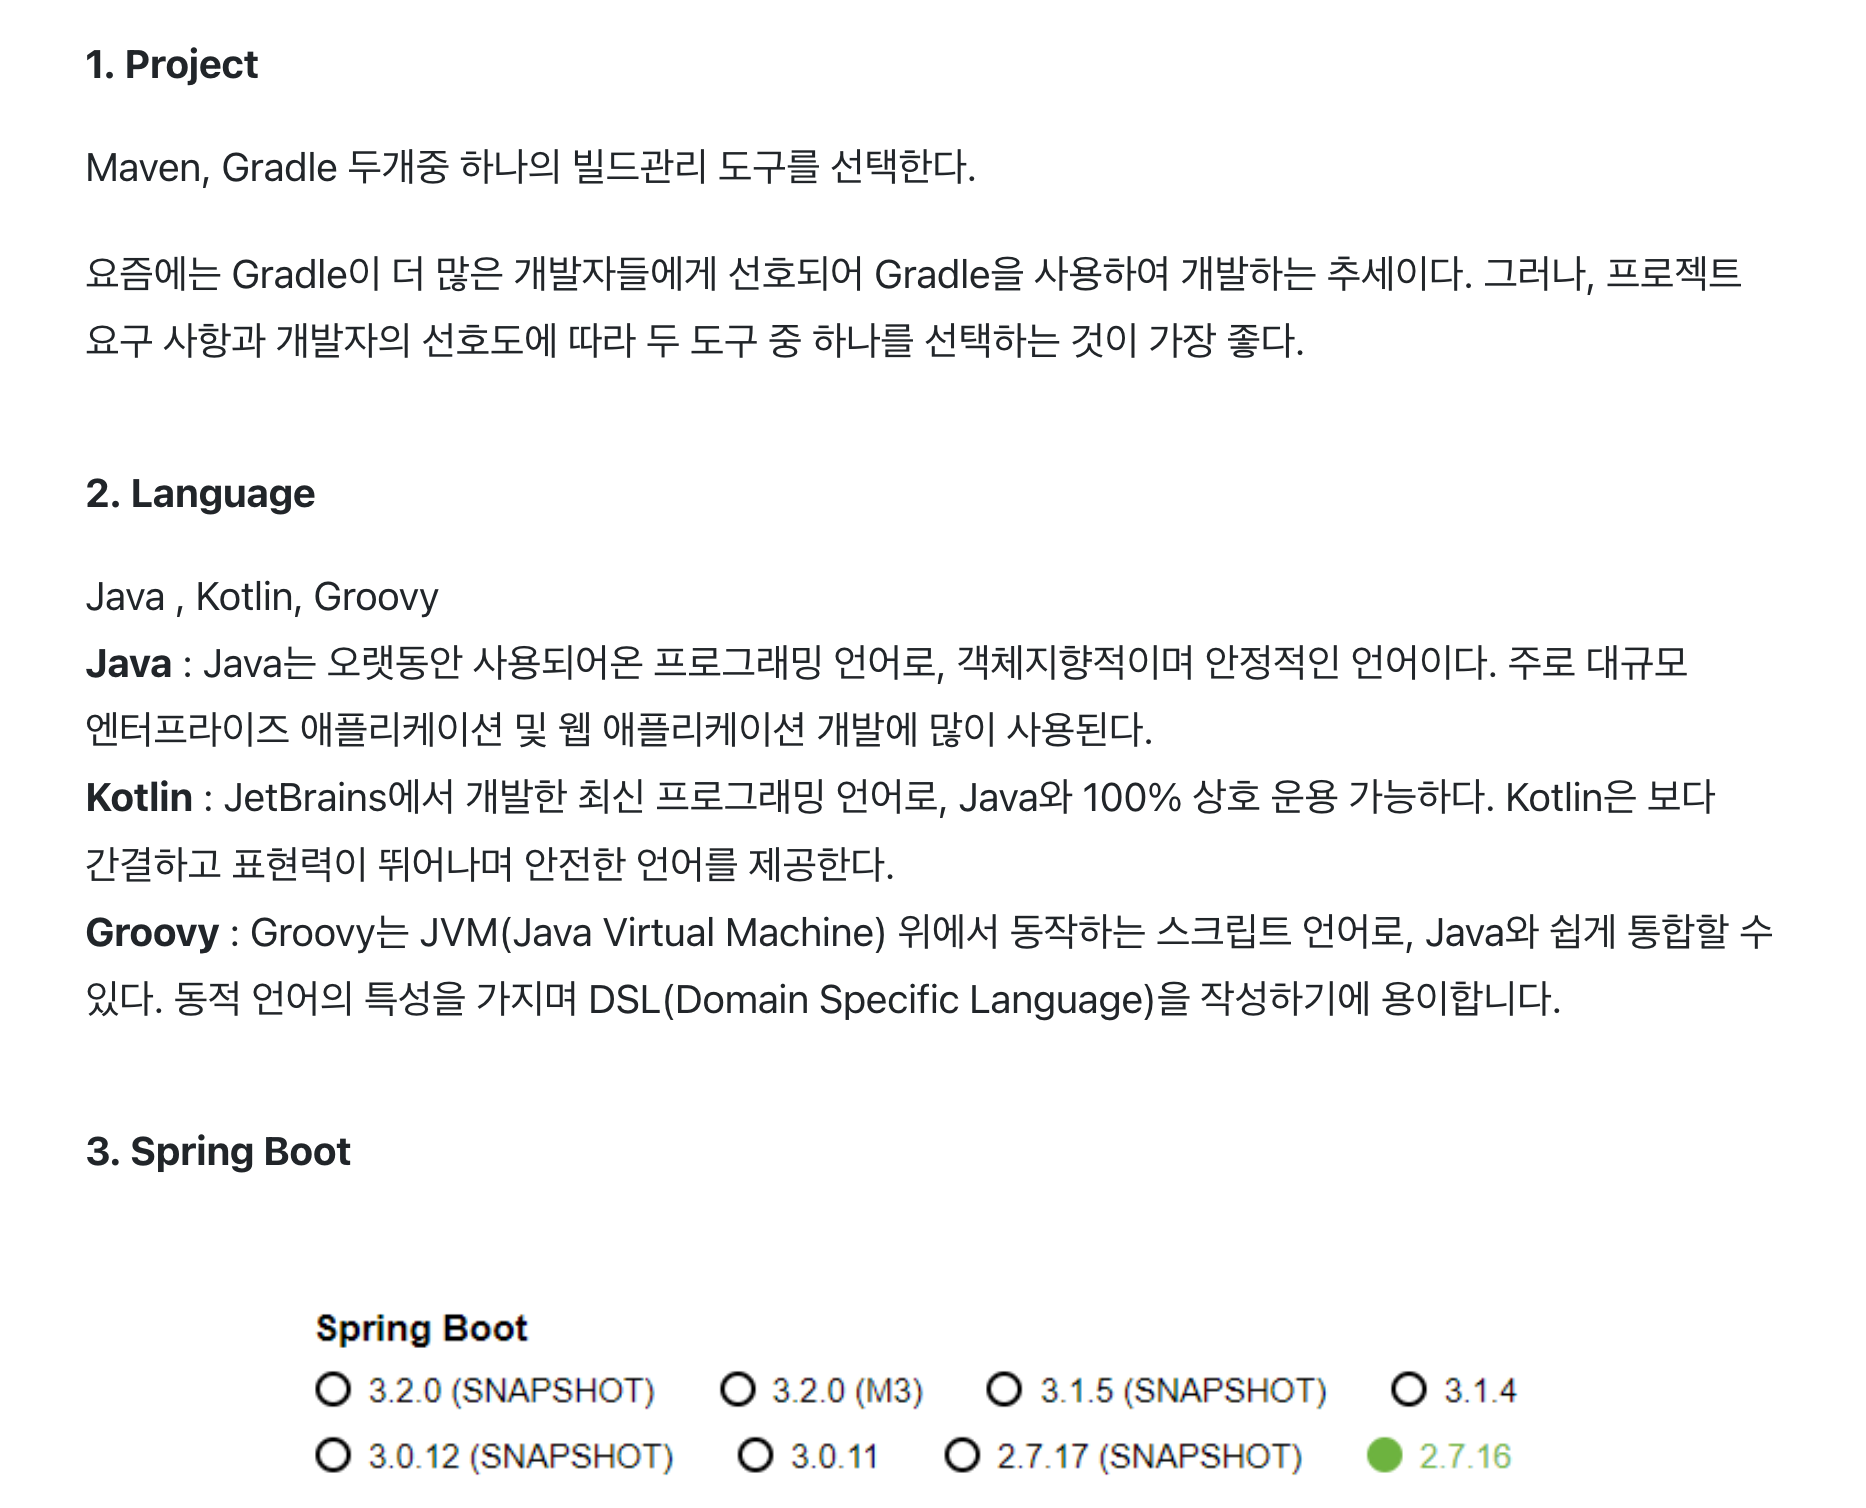 1. Project
Maven, Gradle 두개중 하나의 빌드관리 도구를 선택한다.
요즘에는 Gradle이 더 많은 개발자들에게 선호되어 Gradle을 사용하여 개발하는 추세이다. 그러나, 프로젝트
요구 사항과 개발자의 선호도에 따라 두 도구 중 하나를 선택하는 것이 가장 좋다.
2. Language
Java , Kotlin, Groovy
Java : Java는 오랫동안 사용되어온 프로그래밍 언어로, 객체지향적이며 안정적인 언어이다. 주로 대규모
엔터프라이즈 애플리케이션 및 웹 애플리케이션 개발에 많이 사용된다.
Kotlin : JetBrains에서 개발한 최신 프로그래밍 언어로, Java와 100% 상호 운용 가능하다. Kotlin은 보다
간결하고 표현력이 뛰어나며 안전한 언어를 제공한다.
Groovy : Groovy는 JVM(Java Virtual Machine) 위에서 동작하는 스크립트 언어로, Java와 쉽게 통합할 수
있다. 동적 언어의 특성을 가지며 DSL(Domain Specific Language)을 작성하기에 용이합니다.
3. Spring Boot
Spring Boot
3.2.0 (SNAPSHOT) 3.2.0 (M3) 3.1.5 (SNAPSHOT) 3.1.4
3.0.12 (SNAPSHOT) 3.0.11 2.7.17 (SNAPSHOT) 2.7.16